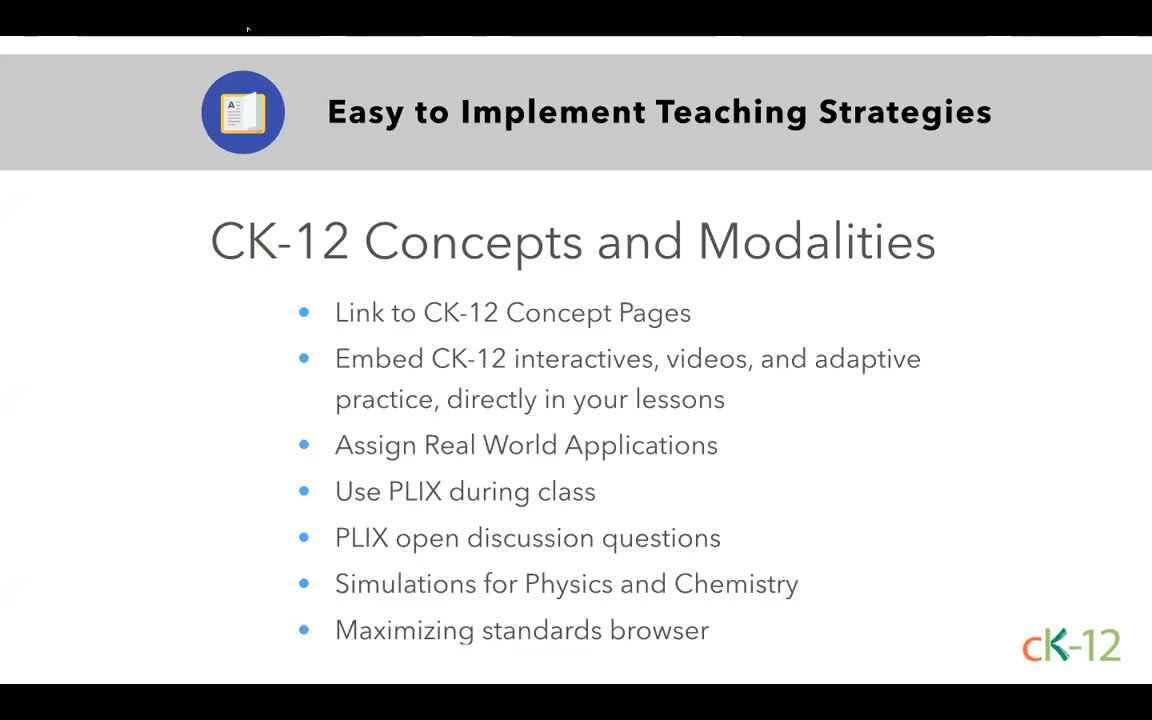 Easy to Implement Teaching Strategies
CK-12 Concepts and Modalities
• Link to CK-12 Concept Pages
• Embed CK-12 interactives, videos, and adaptive
practice, directly in your lessons
• Assign Real World Applications
• Use PLIX during class
• PLIX open discussion questions
• Simulations for Physics and Chemistry
• Maximizing standards browser
cK-12